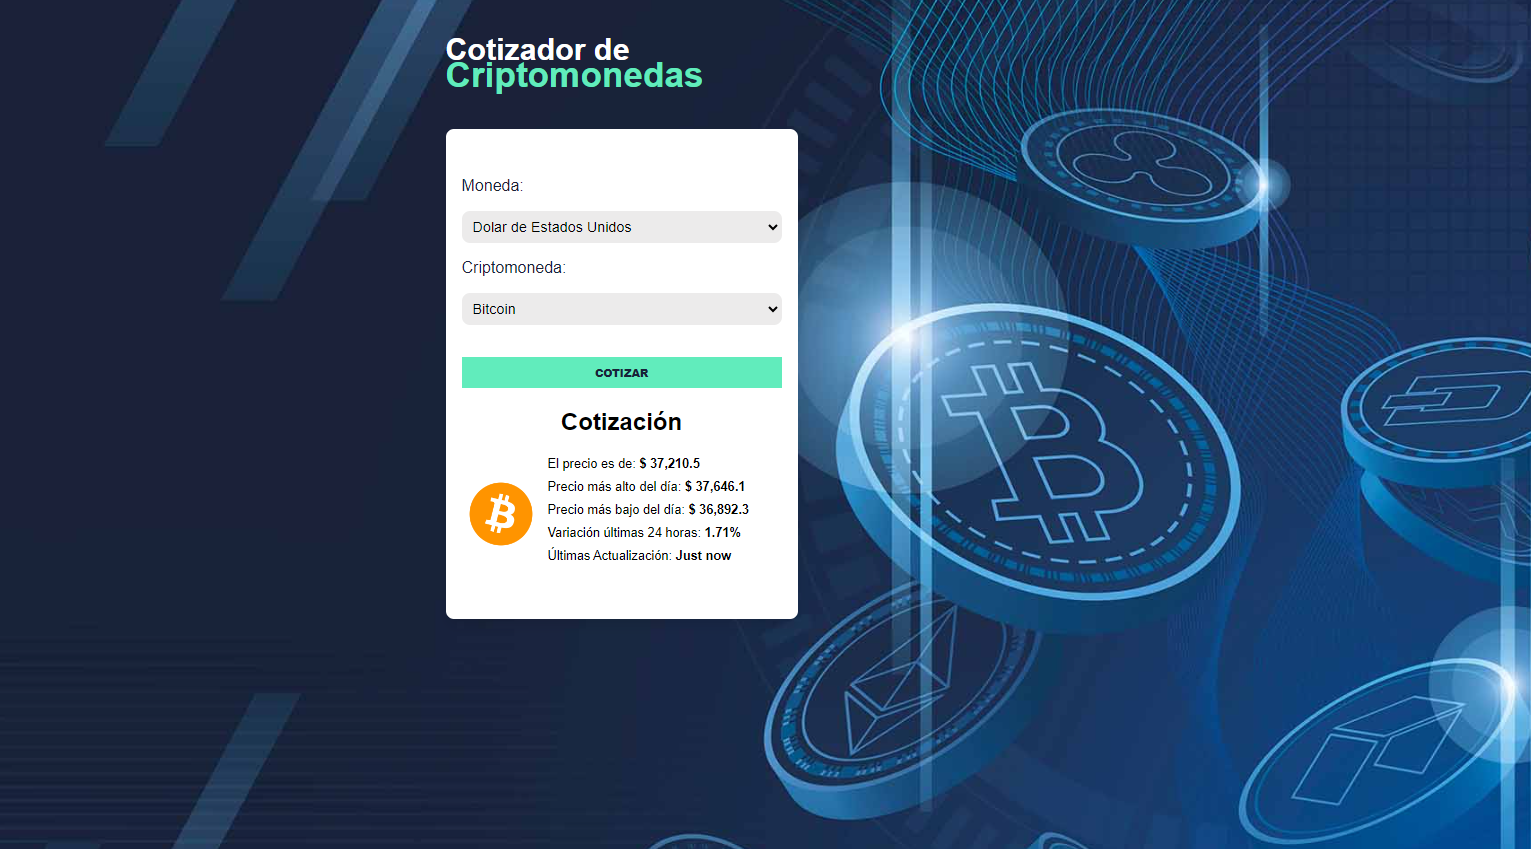 Cotizador de
Criptomonedas
Moneda:
Dolar de Estados Unidos
Criptomoneda:
Bitcoin
COTIZAR
Cotización
El precio es de: $ 37,210.5
Precio más alto del día: $ 37,646.1
Precio más bajo del día: $ 36,892.3
Variación últimas 24 horas: 1.71%
Últimas Actualización: Just now